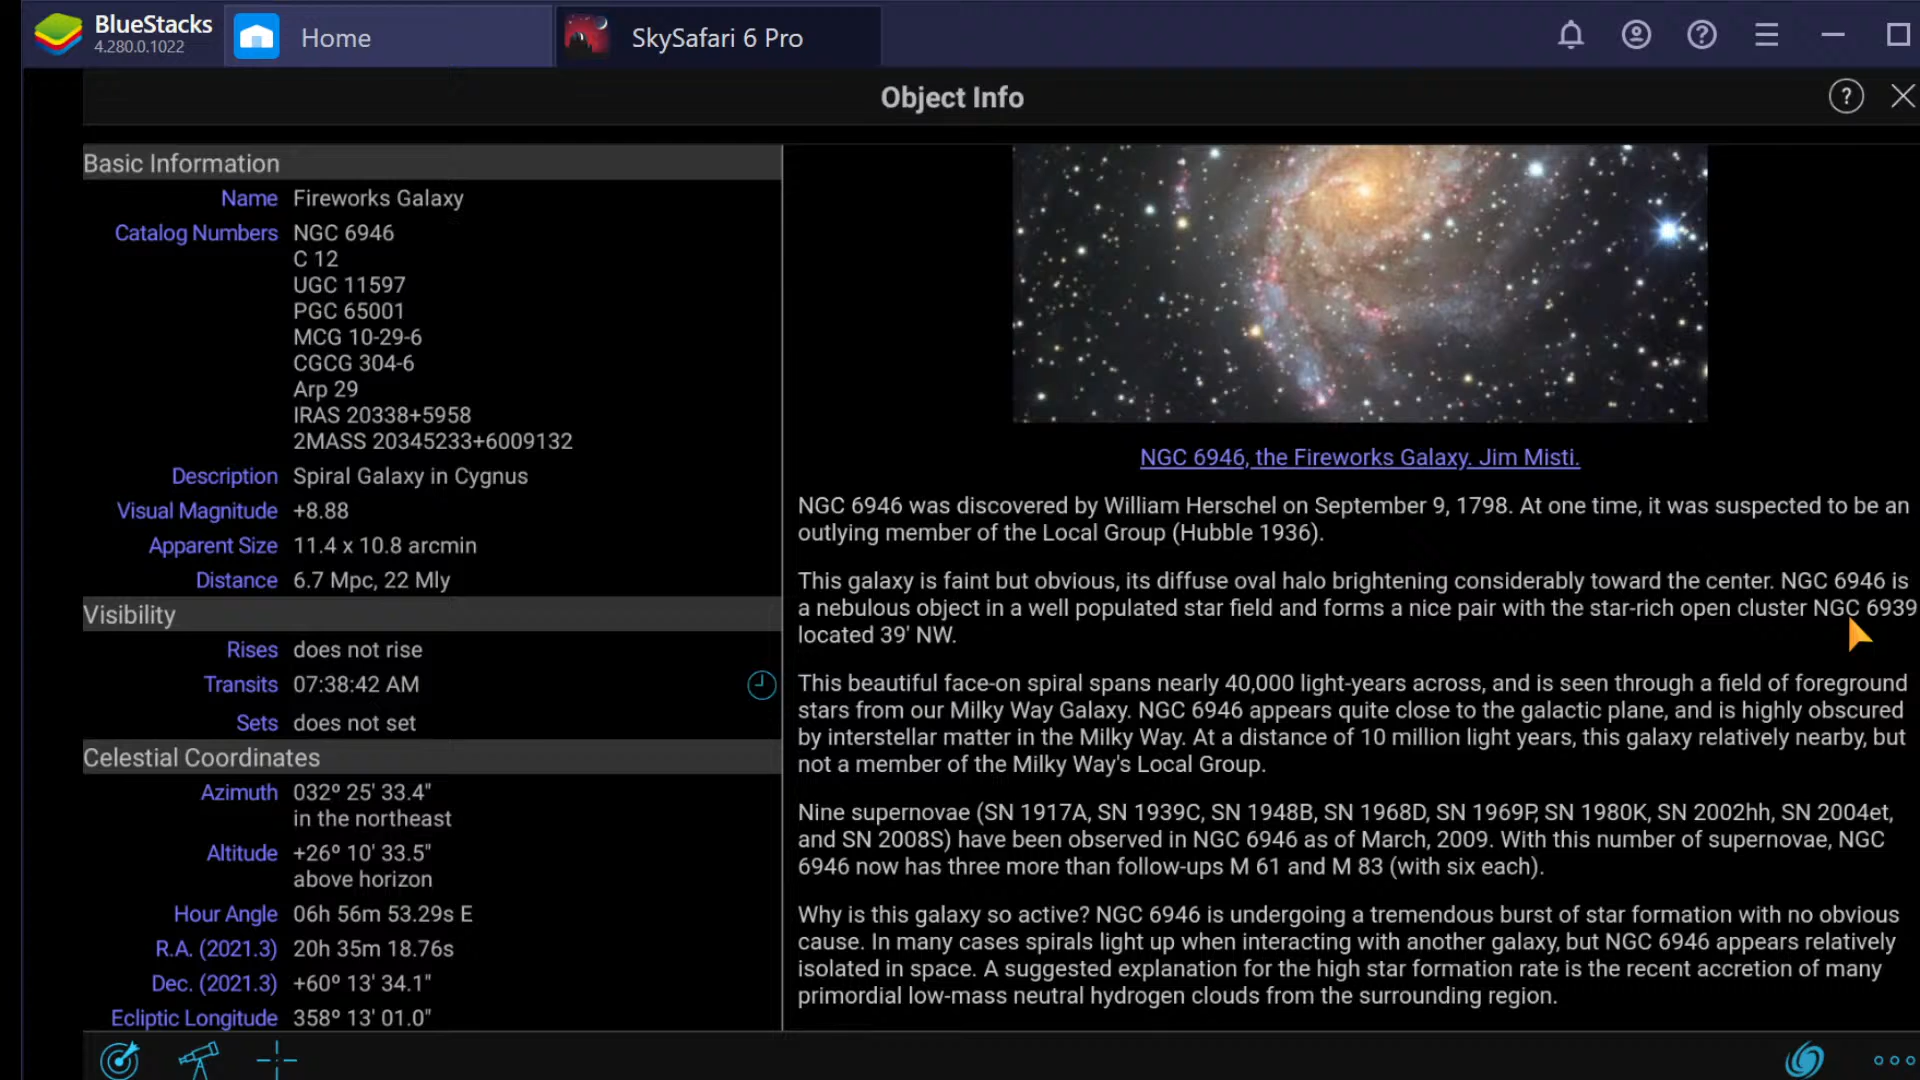 BlueStacks
4.280.0.1022
Home
SkySafari 6 Pro
Object Info
Basic Information
Name Fireworks Galaxy
Catalog Numbers NGC 6946
C 12
UGC 11597
PGC 65001
MCG 10-29-6
CGCG 304-6
Arp 29
IRAS 20338+5958
2MASS 20345233+6009132
Description Spiral Galaxy in Cygnus
Visual Magnitude +8.88
Apparent Size 11.4 x 10.8 arcmin
Distance 6.7 Mpc, 22 Mly
Visibility
Rises does not rise
Transits 07:38:42 AM
Sets does not set
Celestial Coordinates
Azimuth 032º 25' 33.4"
in the northeast
Altitude +26º 10' 33.5"
above horizon
Hour Angle 06h 56m 53.29s E
R.A. (2021.3) 20h 35m 18.76s
Dec. (2021.3) +60º 13' 34.1"
Ecliptic Longitude 358º 13' 01.0"
NGC 6946, the Fireworks Galaxy. Jim Misti.
NGC 6946 was discovered by William Herschel on September 9, 1798. At one time, it was suspected to be an
outlying member of the Local Group (Hubble 1936).
This galaxy is faint but obvious, its diffuse oval halo brightening considerably toward the center. NGC 6946 is
a nebulous object in a well populated star field and forms a nice pair with the star-rich open cluster NGC 6939
located 39' NW.
This beautiful face-on spiral spans nearly 40,000 light-years across, and is seen through a field of foreground
stars from our Milky Way Galaxy. NGC 6946 appears quite close to the galactic plane, and is highly obscured
by interstellar matter in the Milky Way. At a distance of 10 million light years, this galaxy relatively nearby, but
not a member of the Milky Way's Local Group.
Nine supernovae (SN 1917A, SN 1939C, SN 1948B, SN 1968D, SN 1969P, SN 1980K, SN 2002hh, SN 2004et,
and SN 2008S) have been observed in NGC 6946 as of March, 2009. With this number of supernovae, NGC
6946 now has three more than follow-ups M 61 and M 83 (with six each).
Why is this galaxy so active? NGC 6946 is undergoing a tremendous burst of star formation with no obvious
cause. In many cases spirals light up when interacting with another galaxy, but NGC 6946 appears relatively
isolated in space. A suggested explanation for the high star formation rate is the recent accretion of many
primordial low-mass neutral hydrogen clouds from the surrounding region.